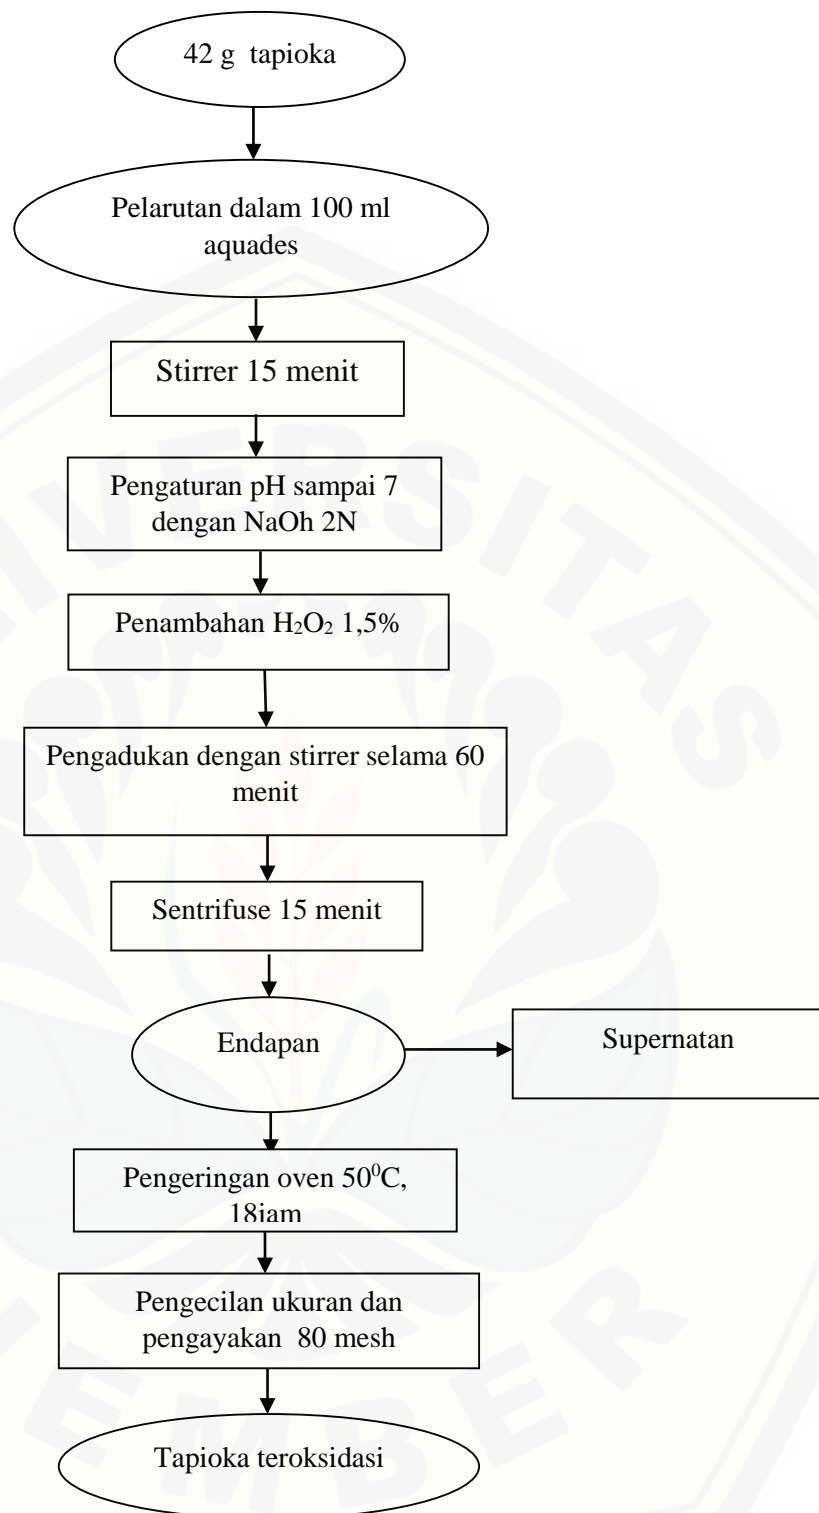 42 g  tapioka
Pelarutan dalam 100 ml
aquades
Stirrer 15 menit
Pengaturan pH sampai 7
dengan NaOh 2N
Penambahan H₂O₂ 1,5%
Pengadukan dengan stirrer selama 60
menit
Sentrifuse 15 menit
Endapan
Supernatan
Pengeringan oven 50⁰C,
18jam
Pengecilan ukuran dan
pengayakan  80 mesh
Tapioka teroksidasi